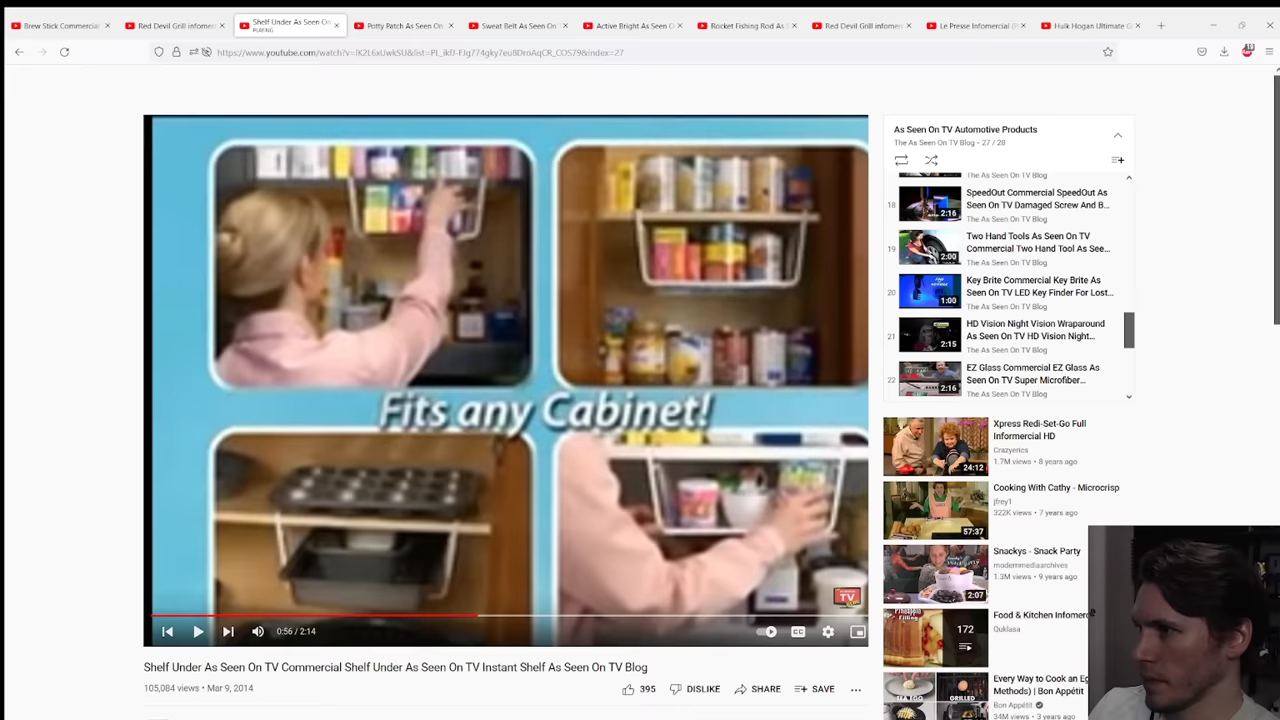 Brew Stick Commercia
Red Devil Grill infomer
Shelf Under As Seen On
PLAYING
Potty Patch As Seen On
Sweat Belt As Seen On
Active Bright As Seen O
Rocket Fishing Rod As S
Red Devil Grill infomer
Le Presse Infomercial (P
Hulk Hogan Ultimate G
As Seen On TV Automotive Products
The As Seen On TV Blog - 27 / 28
The As Seen On TV Blog
18
SpeedOut Commercial SpeedOut As
Seen On TV Damaged Screw And B...
2:16
The As Seen On TV Blog
19
Two Hand Tools As Seen On TV
Commercial Two Hand Tool As See...
2:00
The As Seen On TV Blog
20
Key Brite Commercial Key Brite As
Seen On TV LED Key Finder For Lost...
1:00
The As Seen On TV Blog
21
HD Vision Night Vision Wraparound
As Seen On TV HD Vision Night...
2:15
The As Seen On TV Blog
22
EZ Glass Commercial EZ Glass As
Seen On TV Super Microfiber...
2:16
The As Seen On TV Blog
Fits any Cabinet!
TV
0:56 / 2:14
CC
Shelf Under As Seen On TV Commercial Shelf Under As Seen On TV Instant Shelf As Seen On TV Blog
105,084 views • Mar 9, 2014
395
DISLIKE
SHARE
SAVE
Xpress Redi-Set-Go Full
Informercial HD
Crazyerics
1.7M views • 8 years ago
24:12
Cooking With Cathy - Microcrisp
jfrey1
322K views • 7 years ago
57:37
Snackys - Snack Party
modernmediaarchives
1.3M views • 9 years ago
2:07
Food & Kitchen Infomerc
Quklasa
172
Every Way to Cook an Eg
Methods) | Bon Appétit
Bon Appétit
34M views • 3 years ago
GRILLED